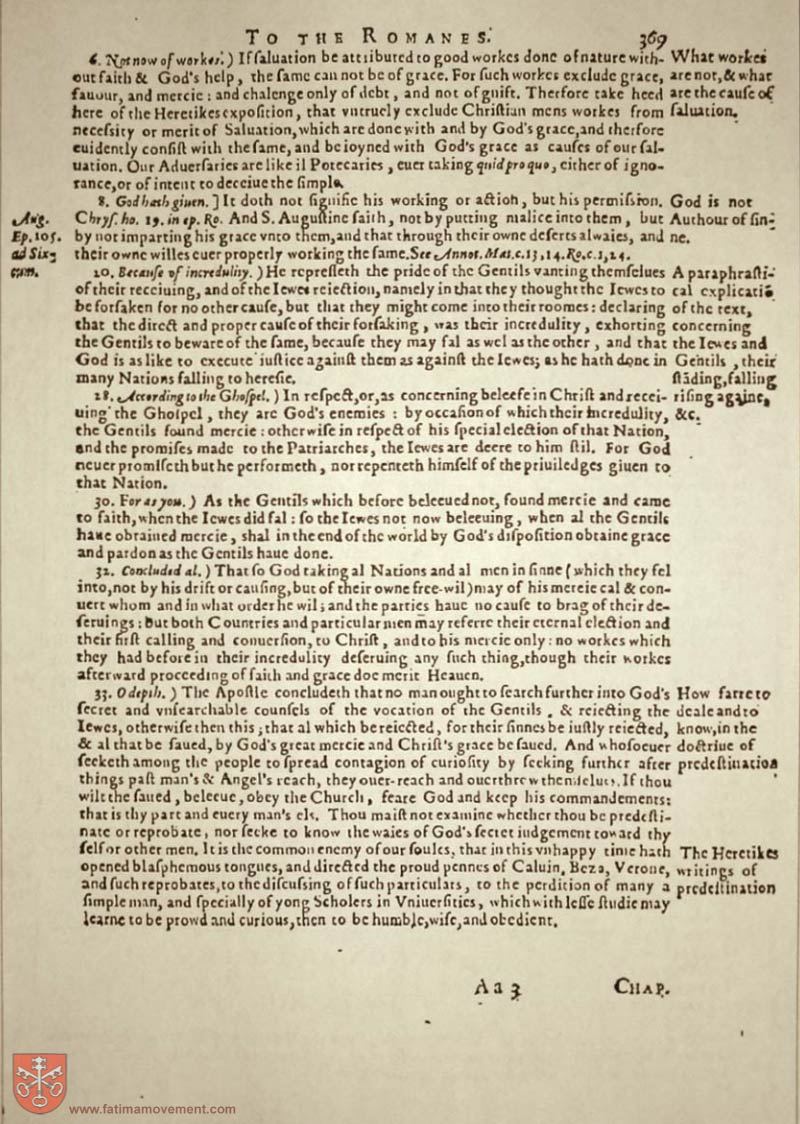 TO THE ROMANES. 369
6. Not now of workes.) If saluation be attributed to good workes done of nature with-
out faith & God's help, the same can not be of grace. For such workes exclude grace,
fauour, and mercie: and chalenge only of debt, and not of guift. Therfore take heed
here of the Heretikes exposition, that vntruely exclude Christian mens workes from
necessity or merit of Saluation, which are done with and by God's grace, and therfore
euidently consist with the same, and be ioyned with God's grace as causes of our sal-
uation. Our Aduersaries are like il Potecaries, euer taking quid pro quo, either of igno-
rance, or of intent to deceiue the simple.
What workes
are not, & what
are the cause of
saluation.
8. God hath giuen.] It doth not signifie his working or action, but his permission.
Chrys. ho. 19. in ep. Ro. And S. Augustine saith, not by putting malice into them, but
by not imparting his grace vnto them, and that through their owne deserts alwaies, and
their owne willes euer properly working the same. See Annot. Mat. c. 13, 14. Ro. c. 1, 24.
Aug.
Ep. 105.
ad Six-
tum.
God is not
Authour of sin-
ne.
20. Because of incredulity.) He represseth the pride of the Gentils vanting themselues
of their receiuing, and of the Iewes reiection, namely in that they thought the Iewes to
be forsaken for no other cause, but that they might come into their roomes: declaring
that the direct and proper cause of their forsaking, was their incredulity, exhorting
the Gentils to beware of the same, because they may fal as wel as the other, and that
God is as like to execute iustice against them as against the Iewes; as he hath done in
many Nations falling to heresie.
A paraphrasti-
cal explicatiō
of the text,
concerning
the Iewes and
Gentils, their
stāding, falling
rising againe,
&c.
28. According to the Ghospel.) In respect, or, as concerning beleefe in Christ and recei-
uing the Ghospel, they are God's enemies: by occasion of which their incredulity,
the Gentils found mercie: otherwise in respect of his special election of that Nation,
and the promises made to the Patriarches, the Iewes are deere to him stil. For God
neuer promiseth but he performeth, nor repenteth himself of the priuiledges giuen to
that Nation.
30. For as you.) As the Gentils which before beleeued not, found mercie and came
to faith, when the Iewes did fal: so the Iewes not now beleeuing, when al the Gentils
haue obtained mercie, shal in the end of the world by God's disposition obtaine grace
and pardon as the Gentils haue done.
32. Concluded al.) That so God taking al Nations and al men in sinne (which they fel
into, not by his drift or causing, but of their owne free-wil) may of his mercie cal & con-
uert whom and in what order he wil; and the parties haue no cause to brag of their de-
seruings: but both Countries and particular men may referre their eternal election and
their first calling and conuersion, to Christ, and to his mercie only: no workes which
they had before in their incredulity deseruing any such thing, though their workes
afterward proceeding of faith and grace doe merit Heauen.
33. O depth.) The Apostle concludeth that no man ought to search further into God's
secret and vnsearchable counsels of the vocation of the Gentils, & reiecting the
Iewes, otherwise then this; that al which be reiected, for their sinnes be iustly reiected,
& al that be saued, by God's great mercie and Christ's grace be saued. And whosoeuer
seeketh among the people to spread contagion of curiosity by seeking further after
things past man's & Angel's reach, they ouer-reach and ouerthrew themselues. If thou
wilt be saued, beleeue, obey the Church, feare God and keep his commandements:
that is thy part and euery man's els. Thou maist not examine whether thou be predesti-
nate or reprobate, nor seeke to know the waies of God's secret iudgement toward thy
self or other men. It is the common enemy of our soules, that in this vnhappy time hath
opened blasphemous tongues, and directed the proud pennes of Caluin, Beza, Verone,
and such reprobates, to the discussing of such particulars, to the perdition of many a
simple man, and specially of yong Scholers in Vniuersities, which with lesse studie may
learne to be prowd and curious, then to be humble, wise, and obedient.
How farre to
deale and to
know, in the
doctrine of
predestination
The Heretikes
writings of
predestination
Aa 3 CHAP.
www.fatimamovement.com